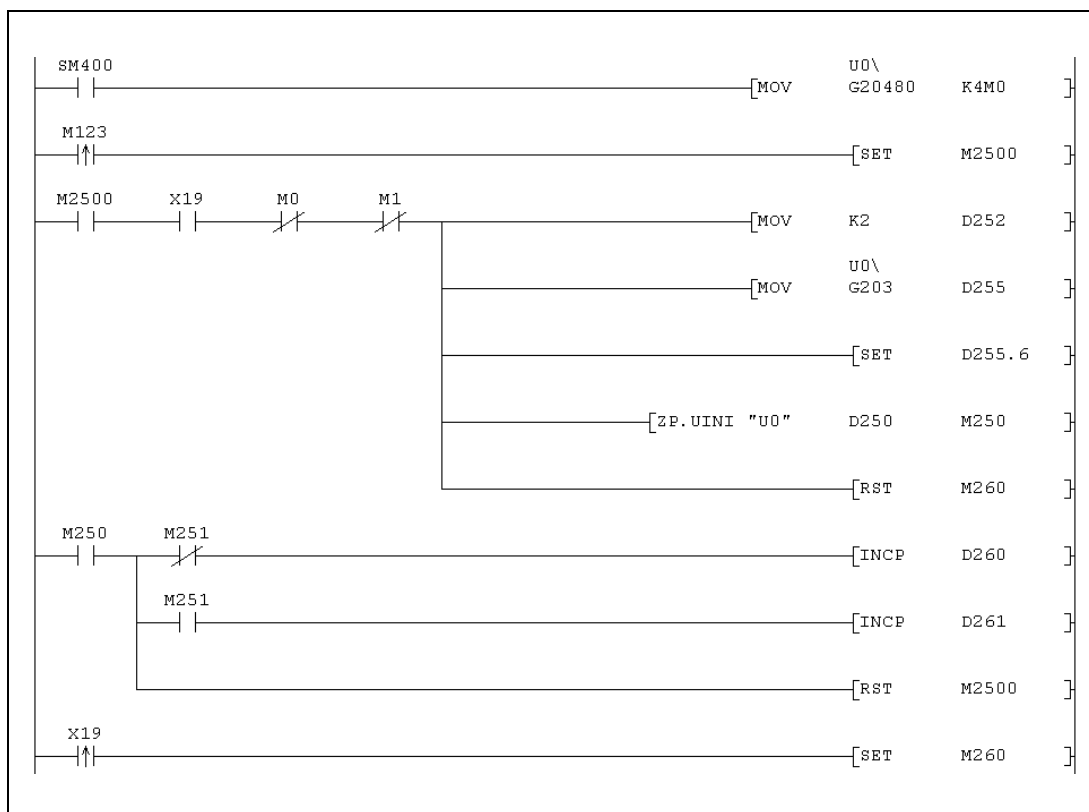 SM400 U0\
[MOV G20480 K4M0 ]
M123
[SET M2500 ]
M2500 X19 M0 M1
[MOV K2 D252 ]
U0\
[MOV G203 D255 ]
[SET D255.6 ]
[ZP.UINI "U0" D250 M250 ]
[RST M260 ]
M250 M251
[INCP D260 ]
M251
[INCP D261 ]
[RST M2500 ]
X19
[SET M260 ]